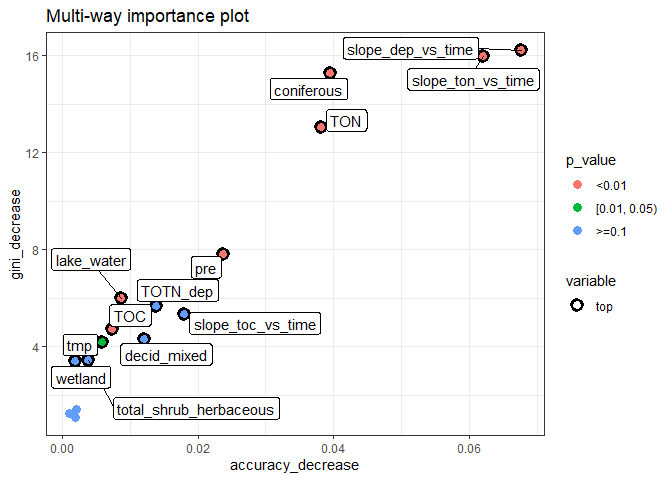 Multi-way importance plot
gini_decrease
16
12
8
4
slope_dep_vs_time
slope_ton_vs_time
coniferous
TON
pre
lake_water
TOTN_dep
TOC
slope_toc_vs_time
tmp
decid_mixed
wetland
total_shrub_herbaceous
0.00
0.02
0.04
0.06
accuracy_decrease
p_value
<0.01
[0.01, 0.05)
>=0.1
variable
top